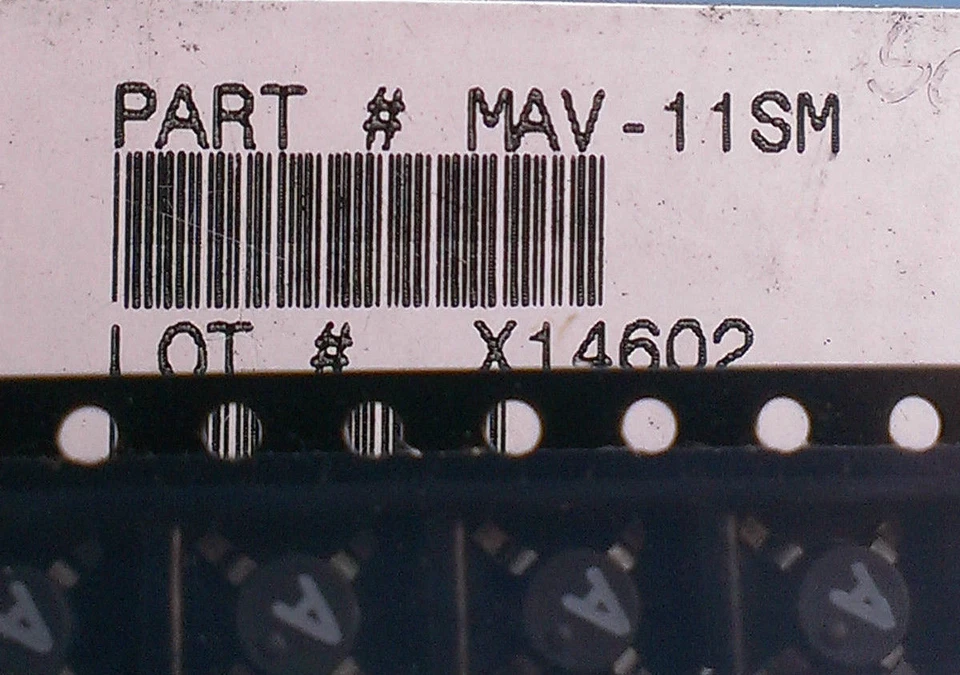 PART # MAV-11SM
LOT # X14602
A A A A